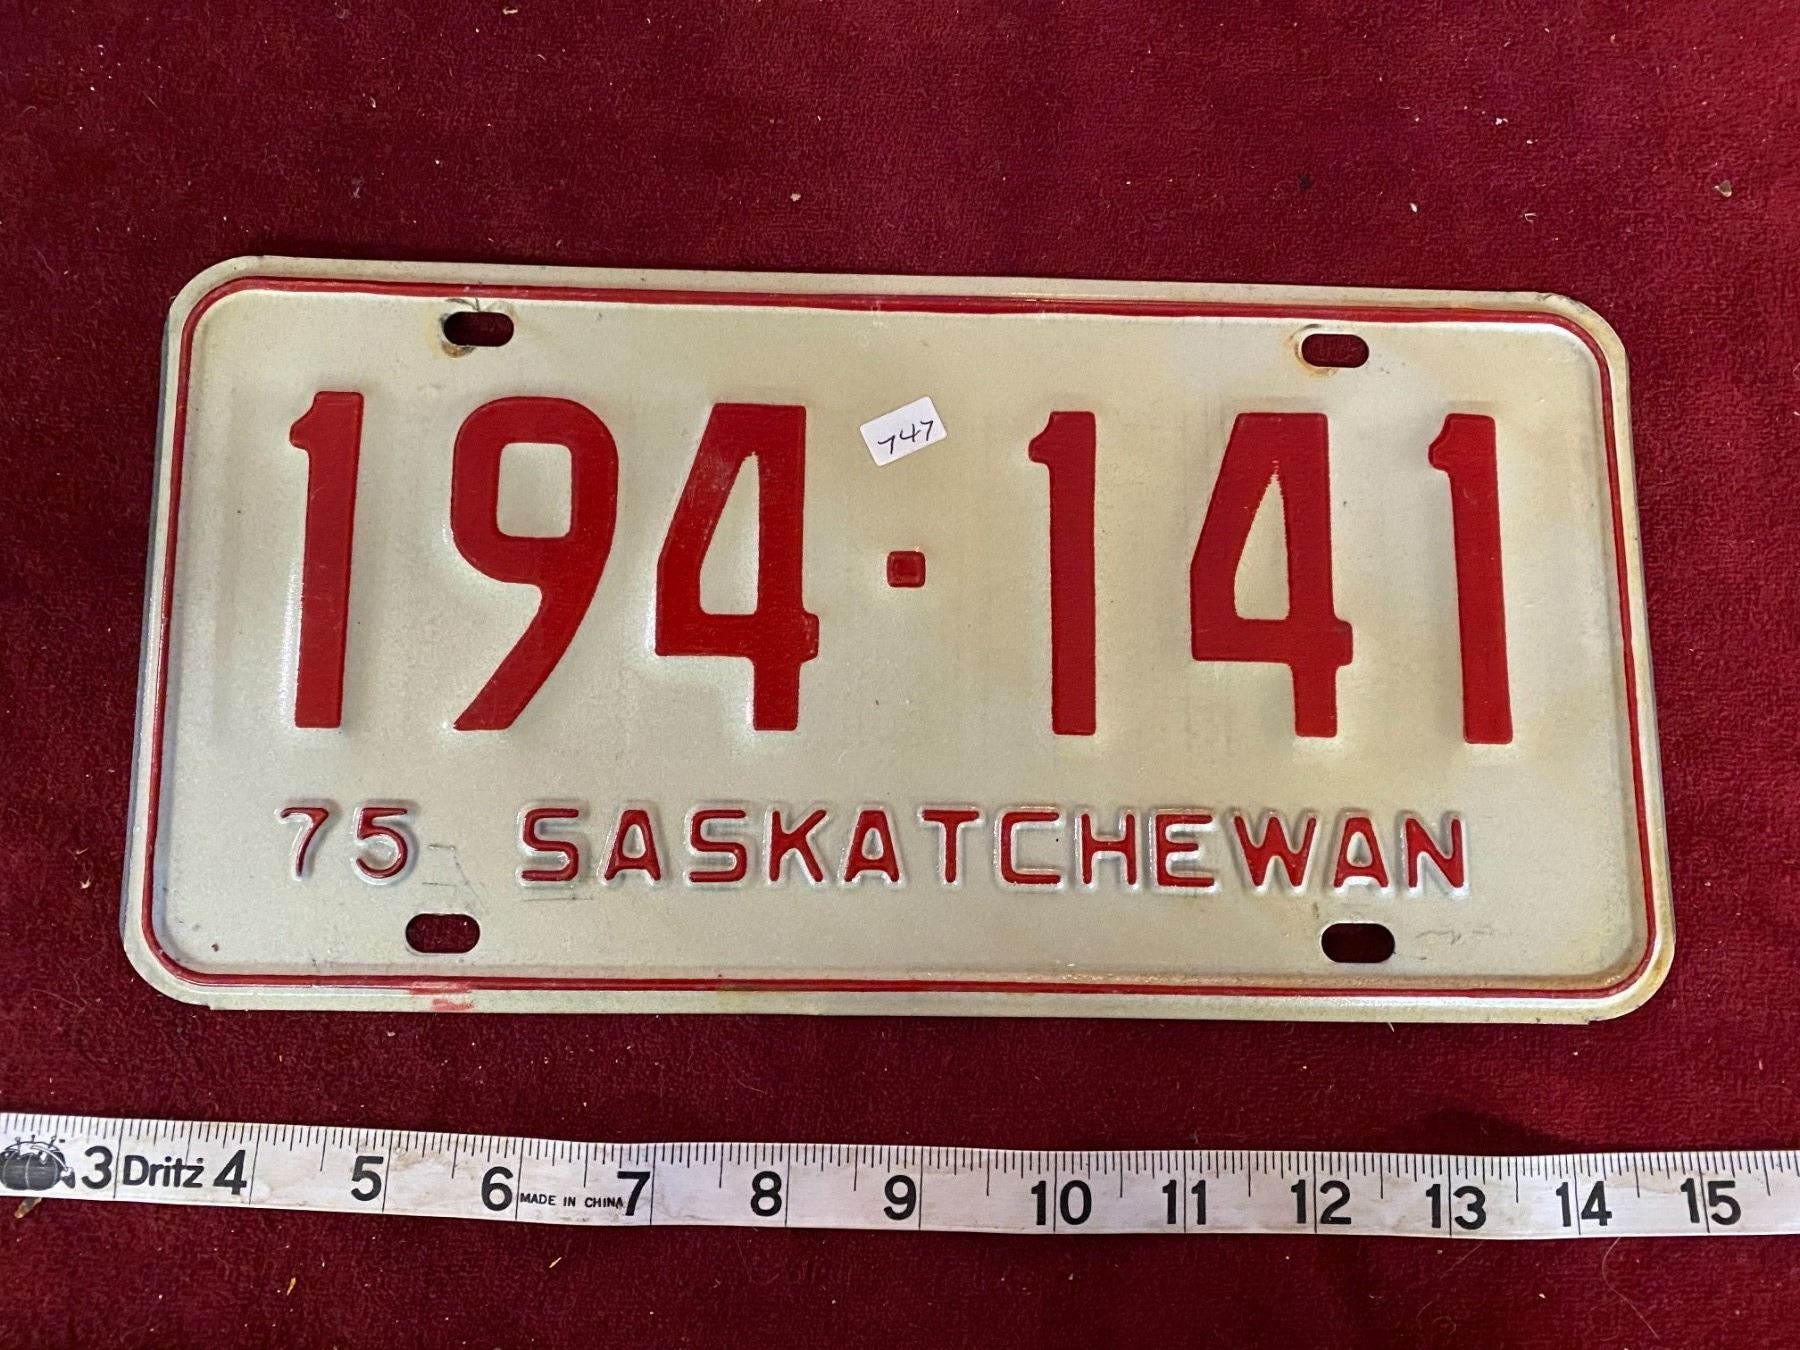 747
194·141
75 SASKATCHEWAN
3 Dritz 4 5 6 MADE IN CHINA 7 8 9 10 11 12 13 14 15